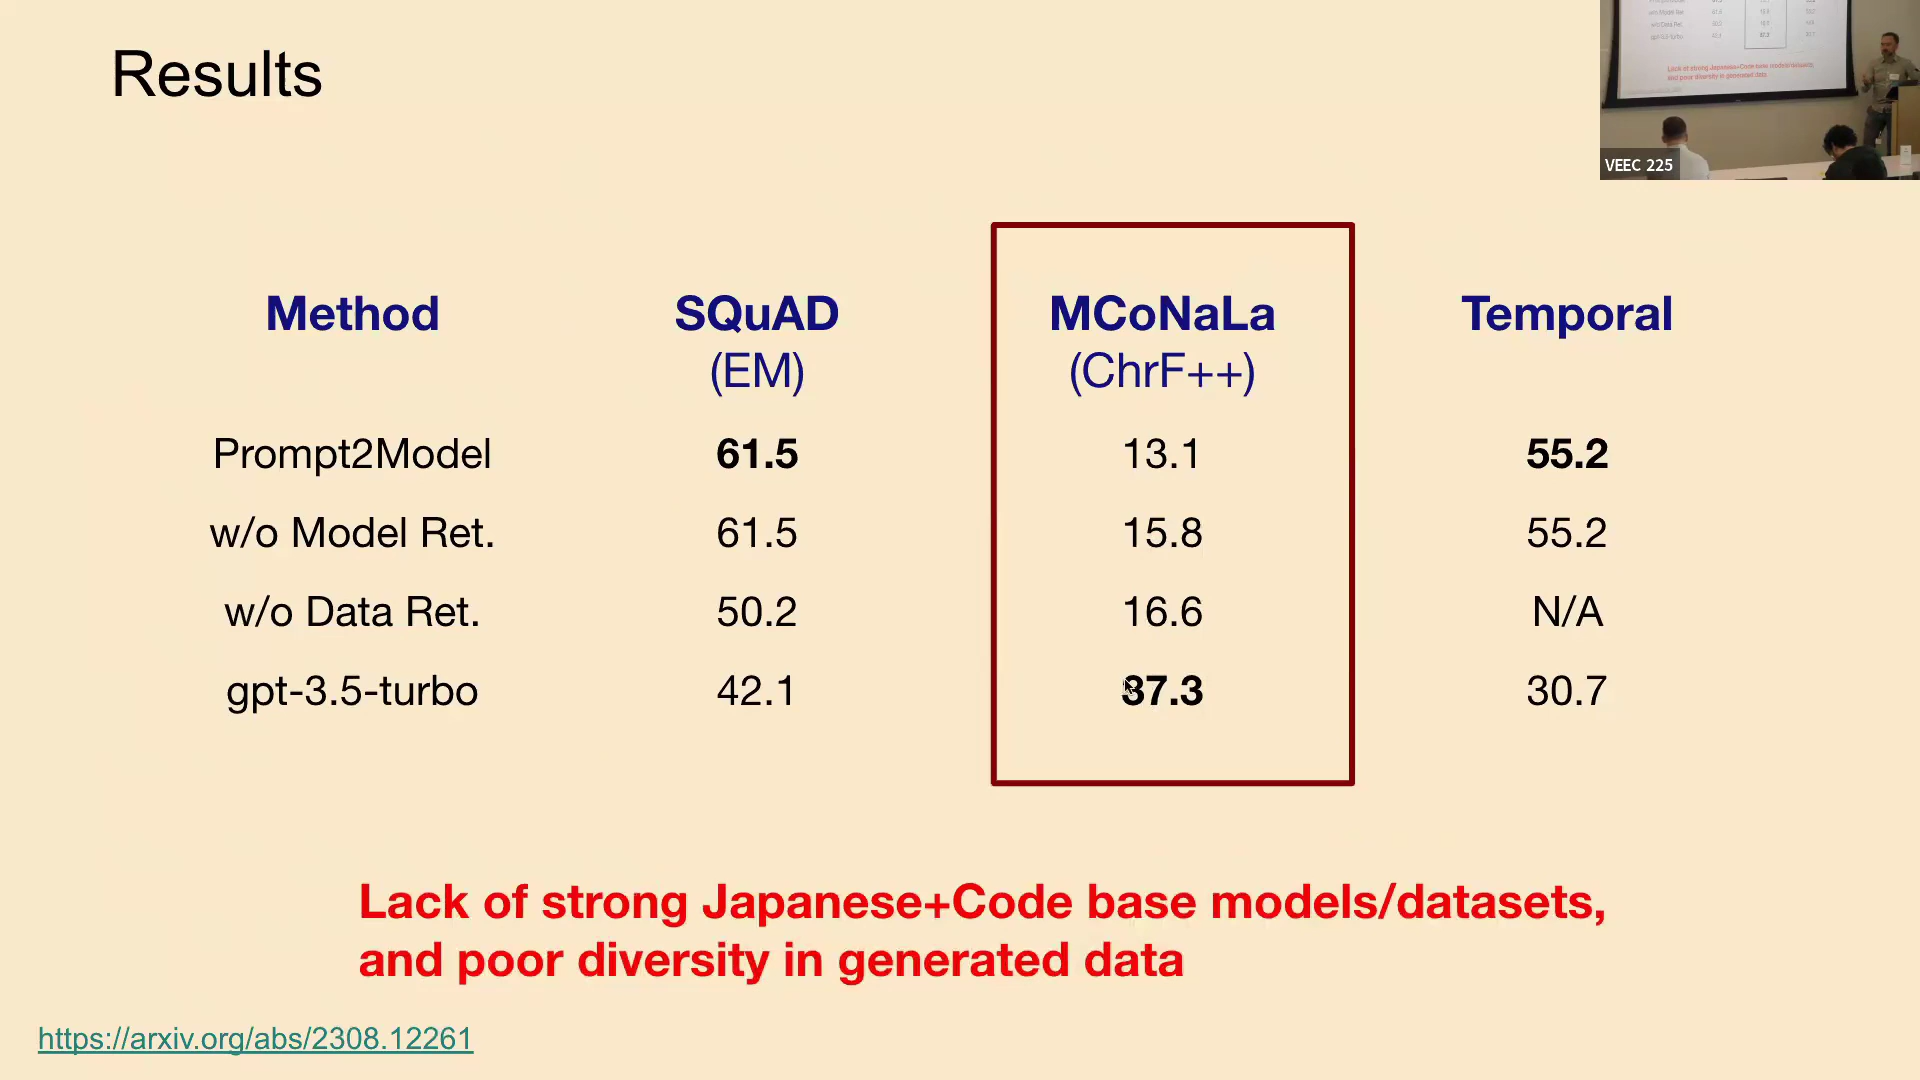 Results
VEEC 225
Method SQuAD MCoNaLa Temporal
(EM) (ChrF++)
Prompt2Model 61.5 13.1 55.2
w/o Model Ret. 61.5 15.8 55.2
w/o Data Ret. 50.2 16.6 N/A
gpt-3.5-turbo 42.1 37.3 30.7
Lack of strong Japanese+Code base models/datasets,
and poor diversity in generated data
https://arxiv.org/abs/2308.12261